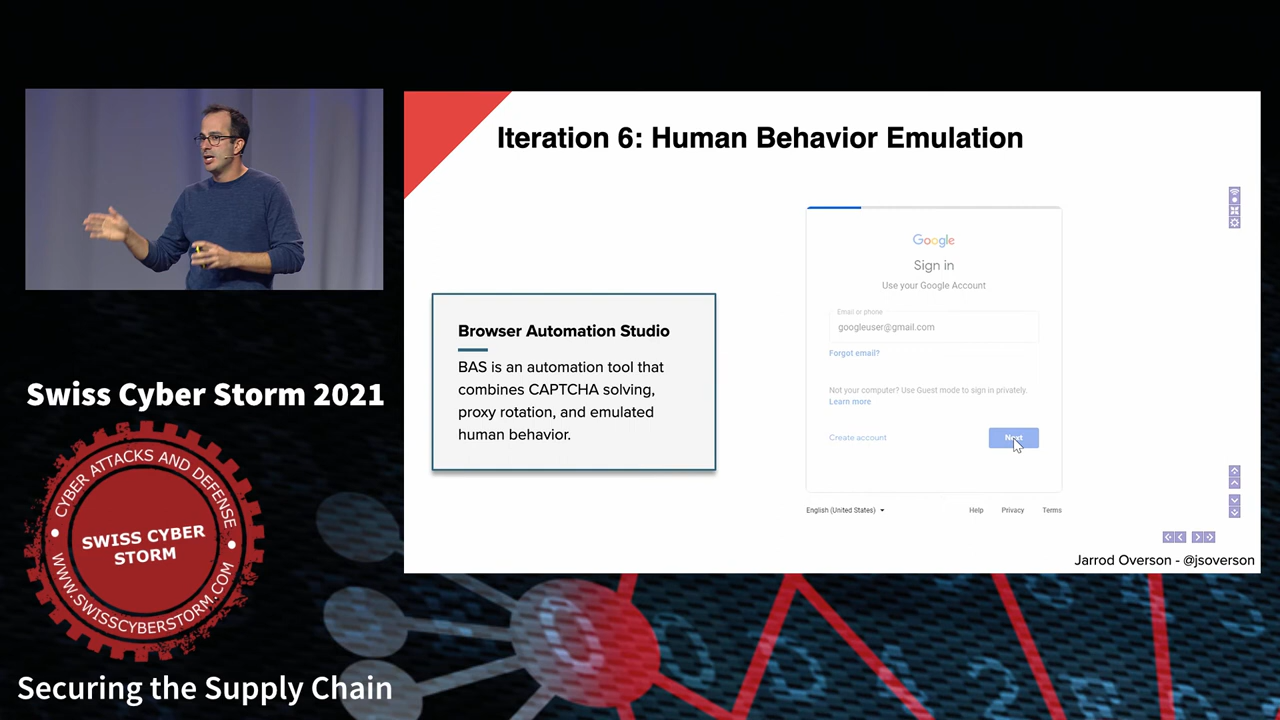 Iteration 6: Human Behavior Emulation
Browser Automation Studio
BAS is an automation tool that
combines CAPTCHA solving,
proxy rotation, and emulated
human behavior.
Google
Sign in
Use your Google Account
Email or phone
googleuser@gmail.com
Forgot email?
Not your computer? Use Guest mode to sign in privately.
Learn more
Create account
Next
English (United States)
Help
Privacy
Terms
Jarrod Overson - @jsoverson
Swiss Cyber Storm 2021
CYBER ATTACKS AND DEFENSE
SWISS CYBER
STORM
WWW.SWISSCYBERSTORM.COM
Securing the Supply Chain